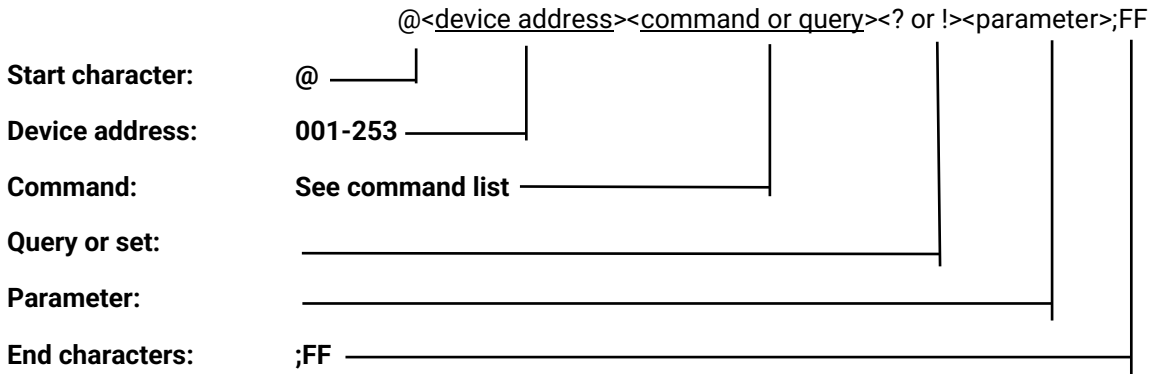 @<device address><command or query><? or !><parameter>;FF
Start character: @
Device address: 001-253
Command: See command list
Query or set:
Parameter:
End characters: ;FF